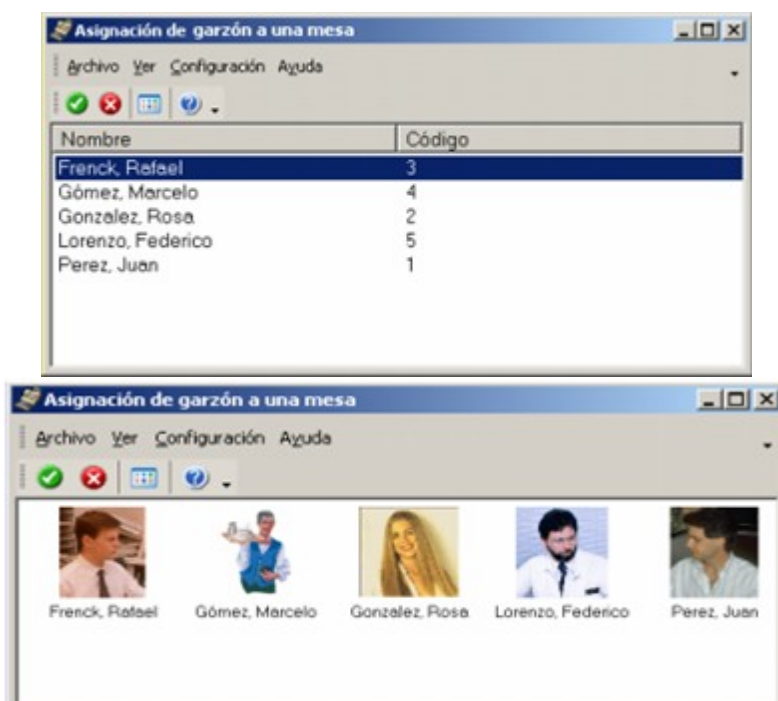 Asignación de garzón a una mesa
Archivo Ver Configuración Ayuda
Nombre Código
Frenck, Rafael 3
Gómez, Marcelo 4
Gonzalez, Rosa 2
Lorenzo, Federico 5
Perez, Juan 1
Asignación de garzón a una mesa
Archivo Ver Configuración Ayuda
Frenck, Rafael Gómez, Marcelo Gonzalez, Rosa Lorenzo, Federico Perez, Juan